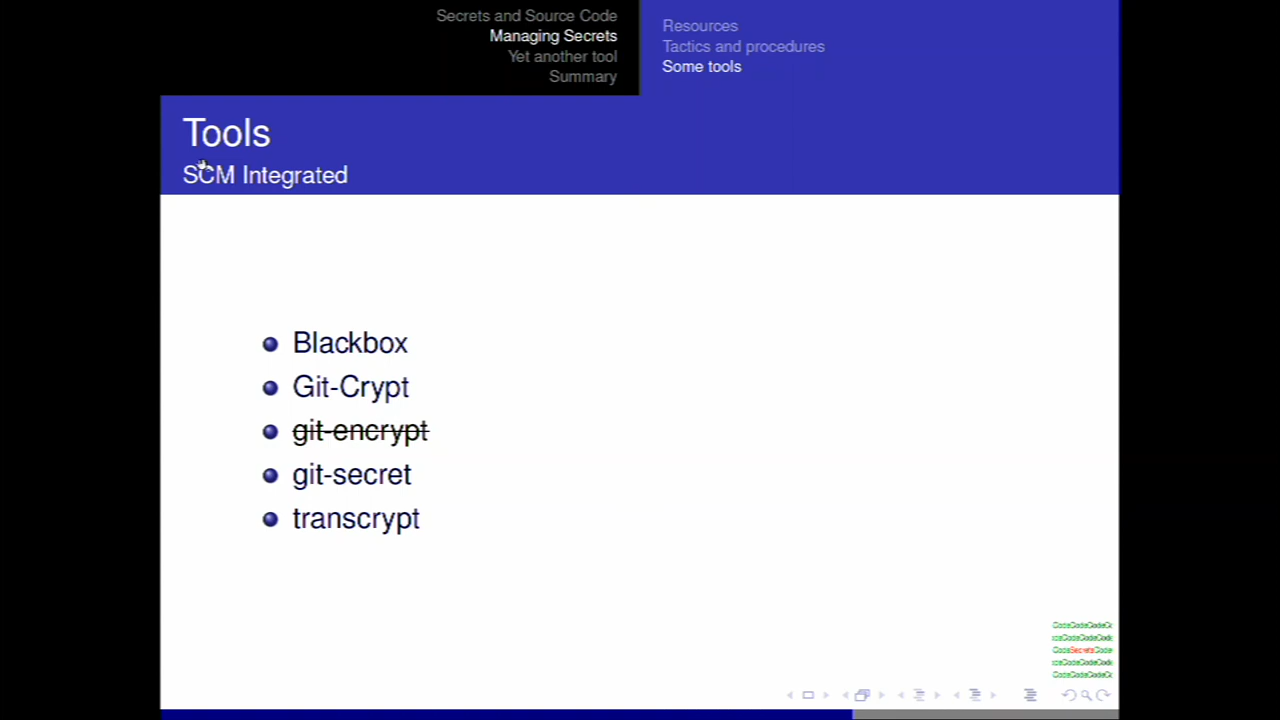 Secrets and Source Code
Managing Secrets
Yet another tool
Summary
Resources
Tactics and procedures
Some tools
Tools
SCM Integrated
Blackbox
Git-Crypt
git-encrypt
git-secret
transcrypt
CodeSecretsCode